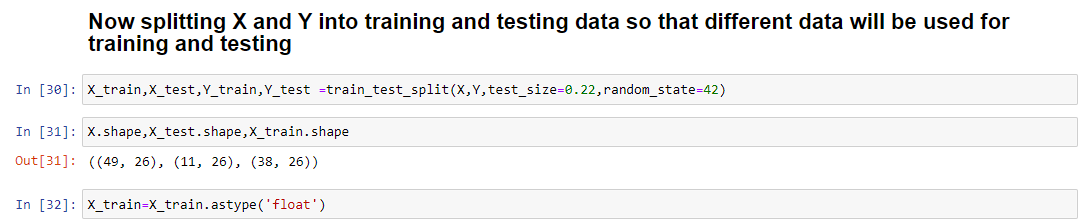 Now splitting X and Y into training and testing data so that different data will be used for
training and testing
In [30]: X_train,X_test,Y_train,Y_test =train_test_split(X,Y,test_size=0.22,random_state=42)
In [31]: X.shape,X_test.shape,X_train.shape
Out[31]: ((49, 26), (11, 26), (38, 26))
In [32]: X_train=X_train.astype('float')